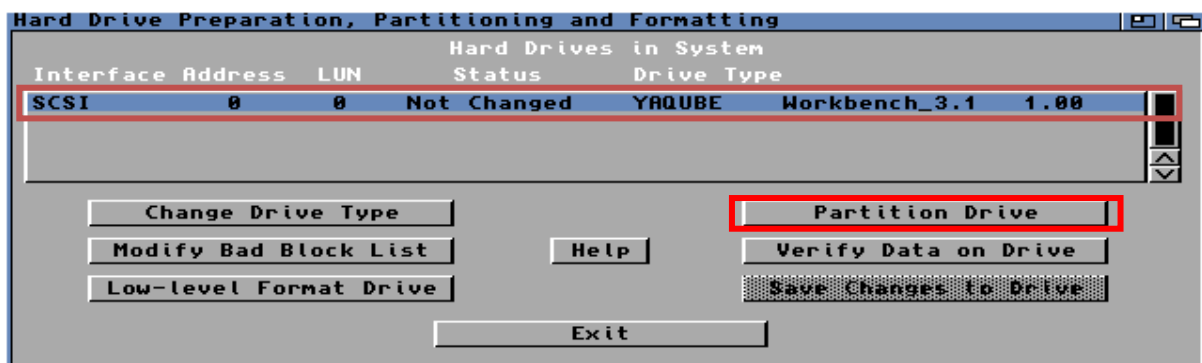 Hard Drive Preparation, Partitioning and Formatting
Hard Drives in System
Interface Address LUN Status Drive Type
SCSI 0 0 Not Changed YAQUBE Workbench_3.1 1.00
Change Drive Type Partition Drive
Modify Bad Block List Help Verify Data on Drive
Low-level Format Drive Save Changes to Drive
Exit